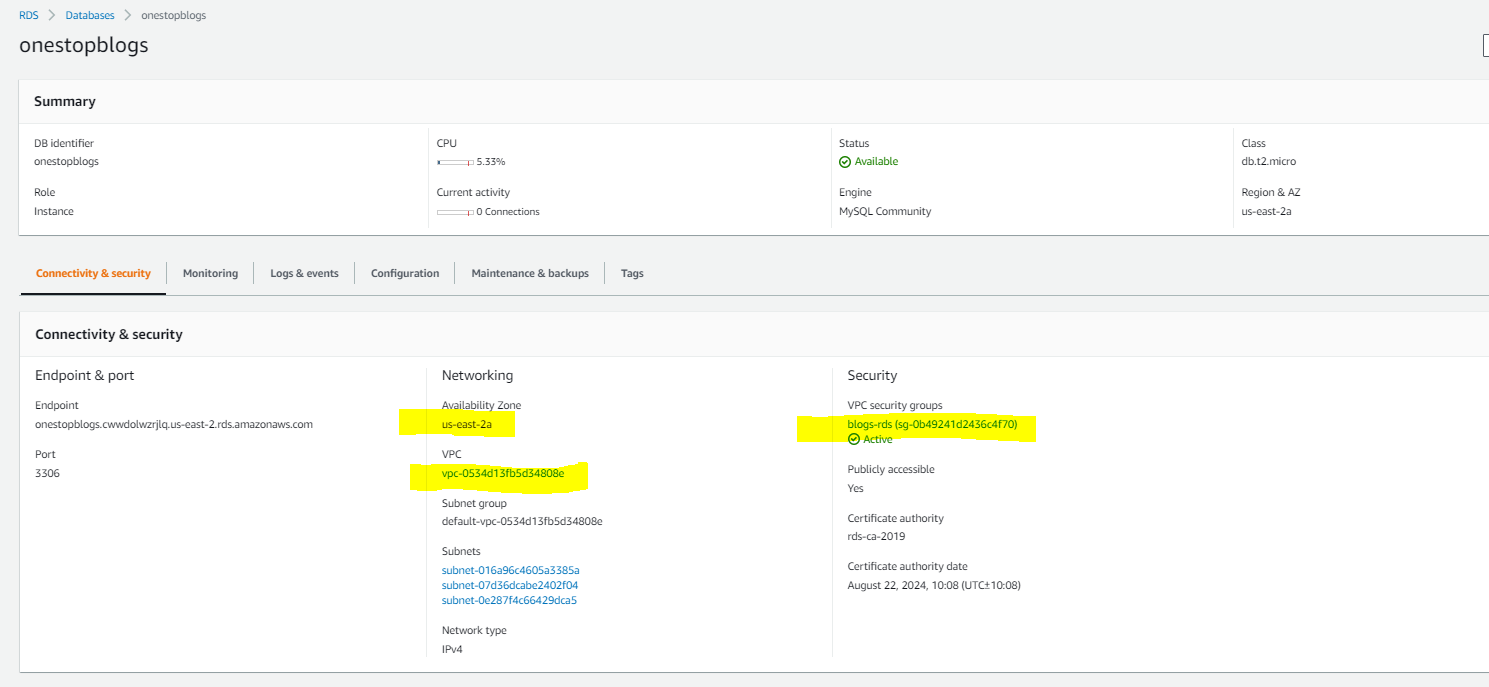 RDS > Databases > onestopblogs
onestopblogs
Summary
DB identifier
onestopblogs
CPU
5.33%
Status
Available
Class
db.t2.micro
Role
Instance
Current activity
0 Connections
Engine
MySQL Community
Region & AZ
us-east-2a
Connectivity & security
Monitoring
Logs & events
Configuration
Maintenance & backups
Tags
Connectivity & security
Endpoint & port
Endpoint
onestopblogs.cwwdolwzrjlq.us-east-2.rds.amazonaws.com
Port
3306
Networking
Availability Zone
us-east-2a
VPC
vpc-0534d13fb5d34808e
Subnet group
default-vpc-0534d13fb5d34808e
Subnets
subnet-016a96c4605a3385a
subnet-07d36dcabe2402f04
subnet-0e287f4c66429dca5
Network type
IPv4
Security
VPC security groups
blogs-rds (sg-0b49241d2436c4f70)
Active
Publicly accessible
Yes
Certificate authority
rds-ca-2019
Certificate authority date
August 22, 2024, 10:08 (UTC±10:08)